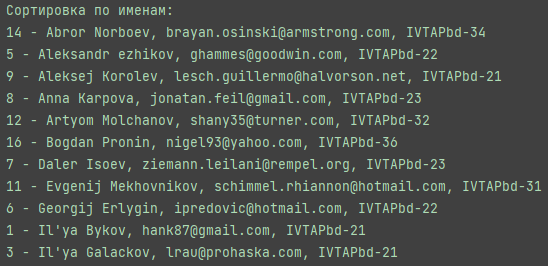 Сортировка по именам:
14 - Abror Norboev, brayan.osinski@armstrong.com, IVTAPbd-34
5 - Aleksandr ezhikov, ghammes@goodwin.com, IVTAPbd-22
9 - Aleksej Korolev, lesch.guillermo@halvorson.net, IVTAPbd-21
8 - Anna Karpova, jonatan.feil@gmail.com, IVTAPbd-23
12 - Artyom Molchanov, shany35@turner.com, IVTAPbd-32
16 - Bogdan Pronin, nigel93@yahoo.com, IVTAPbd-36
7 - Daler Isoev, ziemann.leilani@rempel.org, IVTAPbd-23
11 - Evgenij Mekhovnikov, schimmel.rhiannon@hotmail.com, IVTAPbd-31
6 - Georgij Erlygin, ipredovic@hotmail.com, IVTAPbd-22
1 - Il'ya Bykov, hank87@gmail.com, IVTAPbd-21
3 - Il'ya Galackov, lrau@prohaska.com, IVTAPbd-21